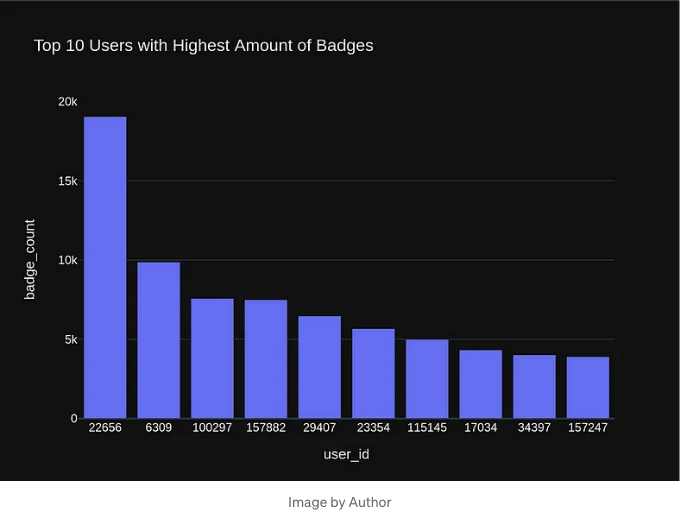 Top 10 Users with Highest Amount of Badges
20k
15k
10k
5k
0
badge_count
22656 6309 100297 157882 29407 23354 115145 17034 34397 157247
user_id
Image by Author